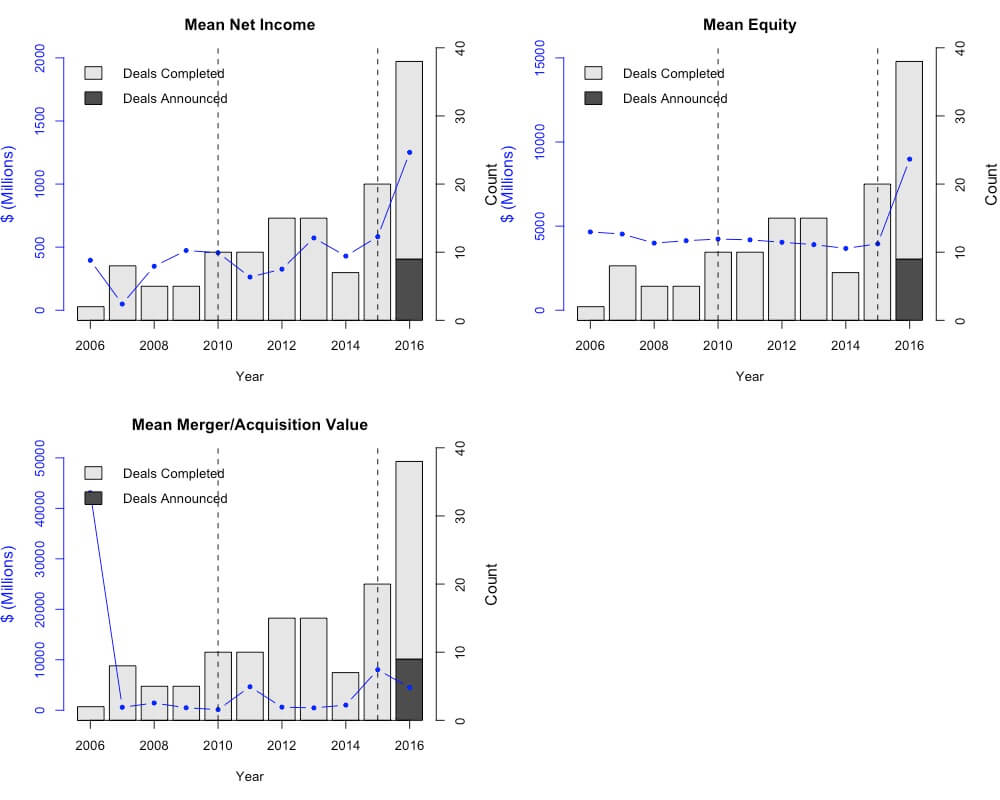 Mean Net Income
$ (Millions)
0 500 1000 1500 2000
Deals Completed
Deals Announced
0 10 20 30 40
Count
2006 2008 2010 2012 2014 2016
Year
Mean Equity
$ (Millions)
0 5000 10000 15000
Deals Completed
Deals Announced
0 10 20 30 40
Count
2006 2008 2010 2012 2014 2016
Year
Mean Merger/Acquisition Value
$ (Millions)
0 10000 20000 30000 40000 50000
Deals Completed
Deals Announced
0 10 20 30 40
Count
2006 2008 2010 2012 2014 2016
Year